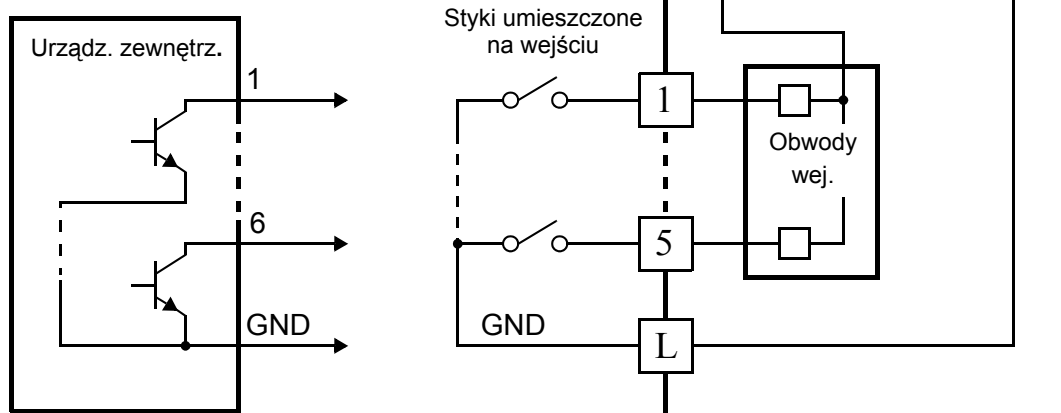 Urządz. zewnętrz.
1
6
GND
Styki umieszczone
na wejściu
1
5
GND
L
Obwody
wej.